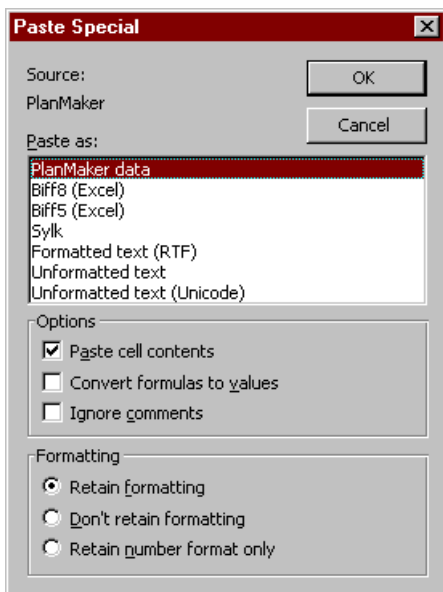 Paste Special
Source:
OK
PlanMaker
Cancel
Paste as:
PlanMaker data
Biff8 (Excel)
Biff5 (Excel)
Sylk
Formatted text (RTF)
Unformatted text
Unformatted text (Unicode)
Options
Paste cell contents
Convert formulas to values
Ignore comments
Formatting
Retain formatting
Don't retain formatting
Retain number format only